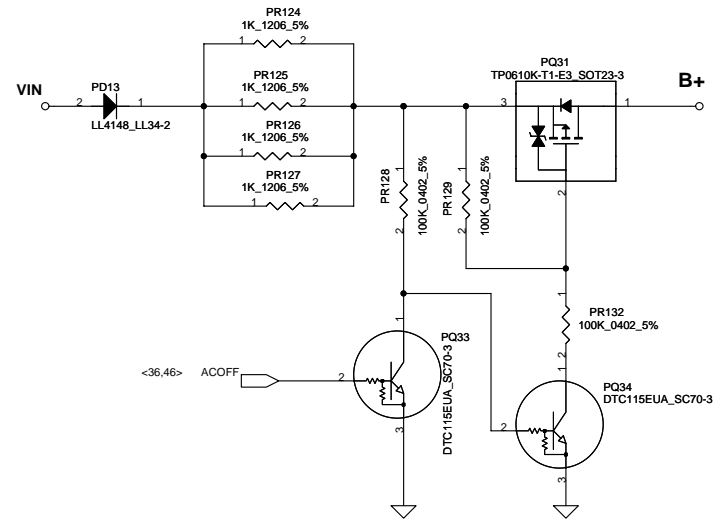 PR124
1K_1206_5%
1 2
PQ31
TP0610K-T1-E3_SOT23-3
VIN
PD13
2 1
LL4148_LL34-2
PR125
1K_1206_5%
1 2
3 1
B+
PR126
1K_1206_5%
1 2
PR127
1K_1206_5%
1 2
PR128
100K_0402_5%
1 2
PR129
100K_0402_5%
1 2
2
1
PR132
100K_0402_5%
2
1
PQ33
DTC115EUA_SC70-3
<36,46> ACOFF
2
3
1
PQ34
DTC115EUA_SC70-3
2
3